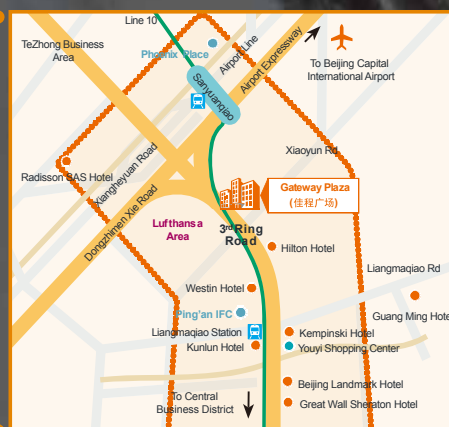 Line 10
TeZhong Business
Area
Phoenix Place
Airport Line
Airport Expressway
To Beijing Capital
International Airport
Sanyuanqiao
Xiaoyun Rd
Radisson SAS Hotel
Xiangheyuan Road
Dongzhimen Xie Road
Gateway Plaza
(佳程广场)
Lufthansa
Area
3rd Ring
Road
Hilton Hotel
Liangmaqiao Rd
Westin Hotel
Ping'an IFC
Guang Ming Hote
Liangmaqiao Station
Kempinski Hotel
Kunlun Hotel
Youyi Shopping Center
Beijing Landmark Hotel
To Central
Business District
Great Wall Sheraton Hotel